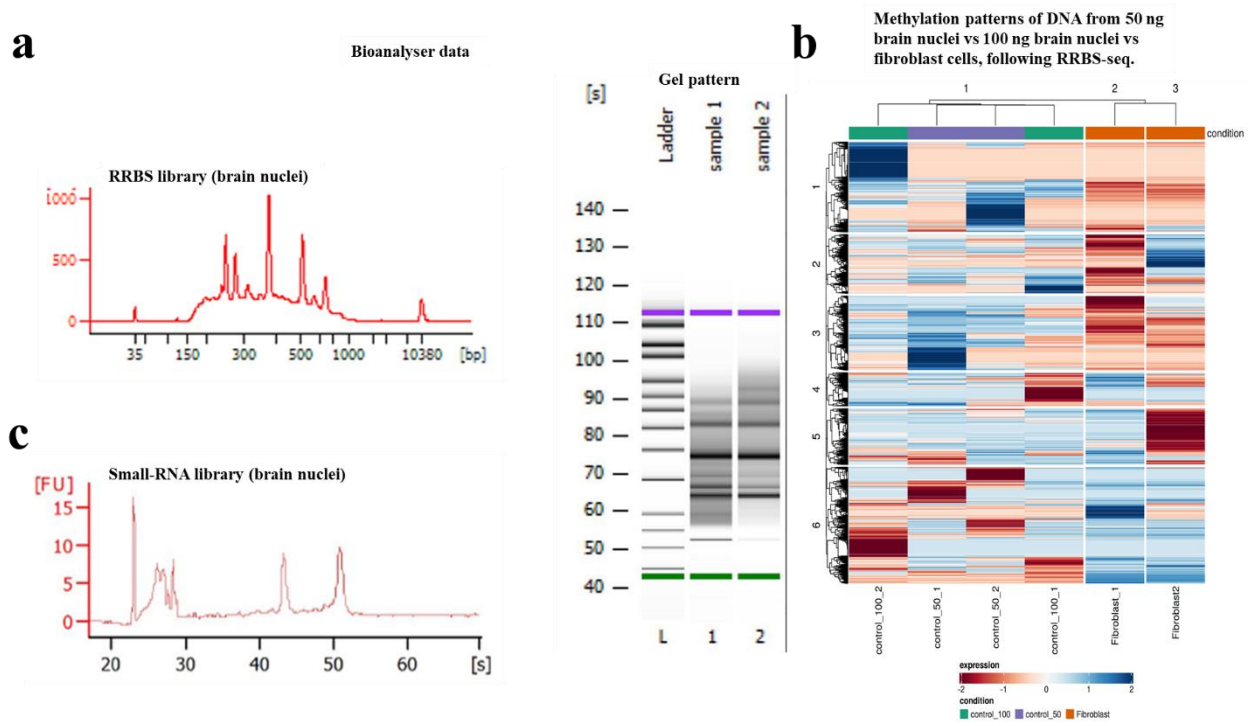 a
Bioanalyser data
RRBS library (brain nuclei)
1000
500
0
35 150 300 500 1000 10380 [bp]
c
Small-RNA library (brain nuclei)
[FU]
15
10
5
0
20 30 40 50 60 [s]
Gel pattern
[s]
Ladder
sample 1
sample 2
140
130
120
110
100
90
80
70
60
50
40
L 1 2
b
Methylation patterns of DNA from 50 ng
brain nuclei vs 100 ng brain nuclei vs
fibroblast cells, following RRBS-seq.
1 2 3
condition
1
2
3
4
5
6
control_100_2
control_50_1
control_50_2
control_100_1
Fibroblast_1
Fibroblast2
expression
-2 -1 0 1 2
condition
control_100 control_50 Fibroblast